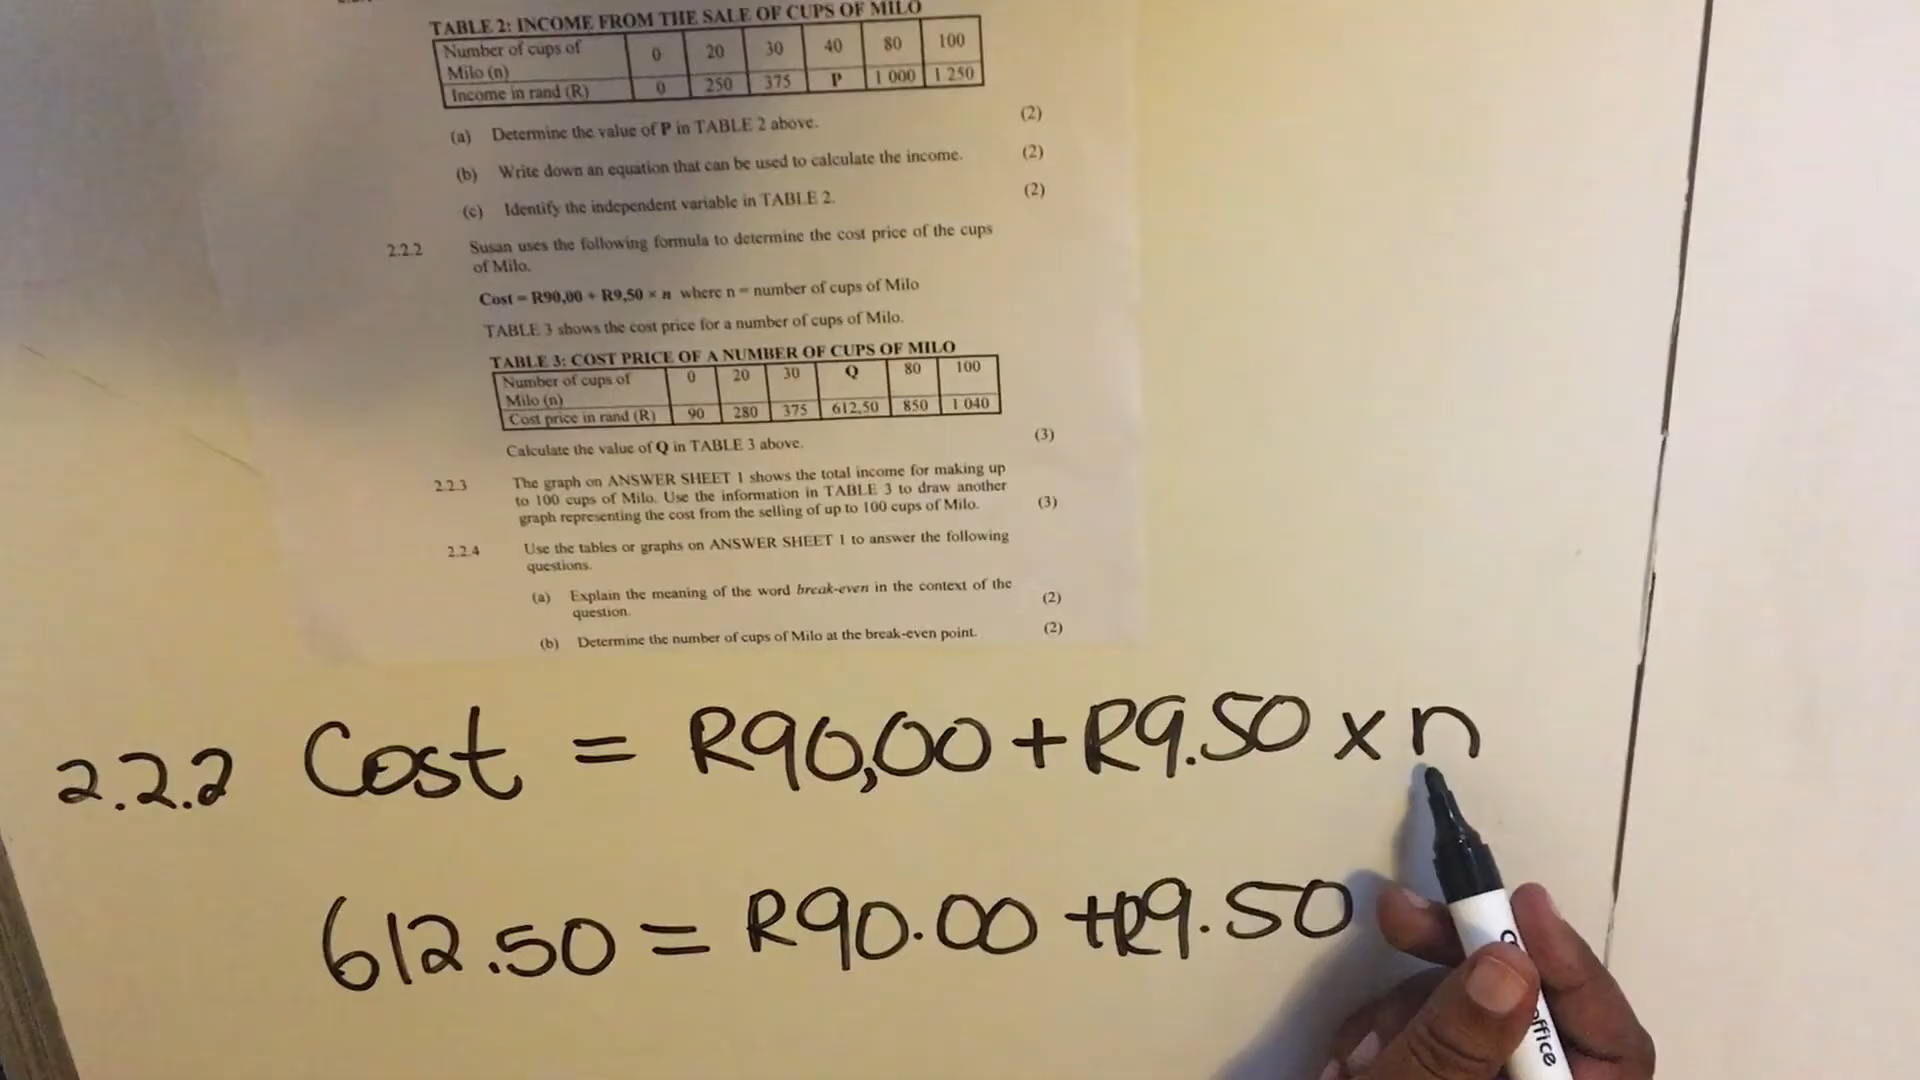 TABLE 2: INCOME FROM THE SALE OF CUPS OF MILO
Number of cups of Milo (n) 0 20 30 40 80 100
Income in rand (R) 0 250 375 P 1 000 1 250
(a) Determine the value of P in TABLE 2 above. (2)
(b) Write down an equation that can be used to calculate the income. (2)
(c) Identify the independent variable in TABLE 2. (2)
2.2.2 Susan uses the following formula to determine the cost price of the cups
of Milo.
Cost = R90,00 + R9,50 × n where n = number of cups of Milo
TABLE 3 shows the cost price for a number of cups of Milo.
TABLE 3: COST PRICE OF A NUMBER OF CUPS OF MILO
Number of cups of Milo (n) 0 20 30 Q 80 100
Cost price in rand (R) 90 280 375 612,50 850 1 040
Calculate the value of Q in TABLE 3 above. (3)
2.2.3 The graph on ANSWER SHEET 1 shows the total income for making up
to 100 cups of Milo. Use the information in TABLE 3 to draw another
graph representing the cost from the selling of up to 100 cups of Milo. (3)
2.2.4 Use the tables or graphs on ANSWER SHEET 1 to answer the following
questions.
(a) Explain the meaning of the word break-even in the context of the
question. (2)
(b) Determine the number of cups of Milo at the break-even point. (2)
2.2.2 Cost = R90,00 + R9.50 x n
612.50 = R90.00 + R9.50
office